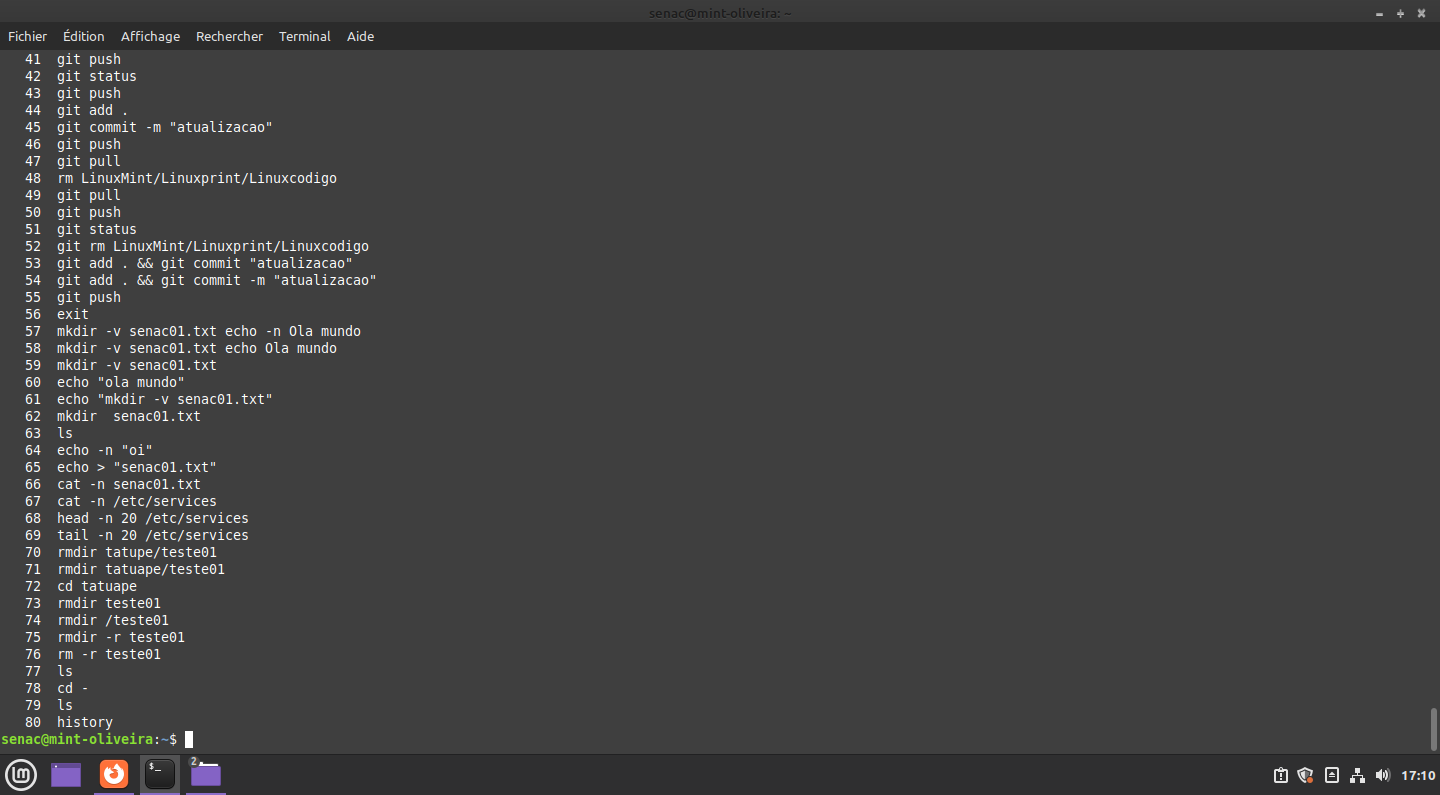 senac@mint-oliveira: ~
Fichier Édition Affichage Rechercher Terminal Aide
41 git push
42 git status
43 git push
44 git add .
45 git commit -m "atualizacao"
46 git push
47 git pull
48 rm LinuxMint/Linuxprint/Linuxcodigo
49 git pull
50 git push
51 git status
52 git rm LinuxMint/Linuxprint/Linuxcodigo
53 git add . && git commit "atualizacao"
54 git add . && git commit -m "atualizacao"
55 git push
56 exit
57 mkdir -v senac01.txt echo -n Ola mundo
58 mkdir -v senac01.txt echo Ola mundo
59 mkdir -v senac01.txt
60 echo "ola mundo"
61 echo "mkdir -v senac01.txt"
62 mkdir  senac01.txt
63 ls
64 echo -n "oi"
65 echo > "senac01.txt"
66 cat -n senac01.txt
67 cat -n /etc/services
68 head -n 20 /etc/services
69 tail -n 20 /etc/services
70 rmdir tatupe/teste01
71 rmdir tatuape/teste01
72 cd tatuape
73 rmdir teste01
74 rmdir /teste01
75 rmdir -r teste01
76 rm -r teste01
77 ls
78 cd -
79 ls
80 history
senac@mint-oliveira:~$
$_ 2 17:10